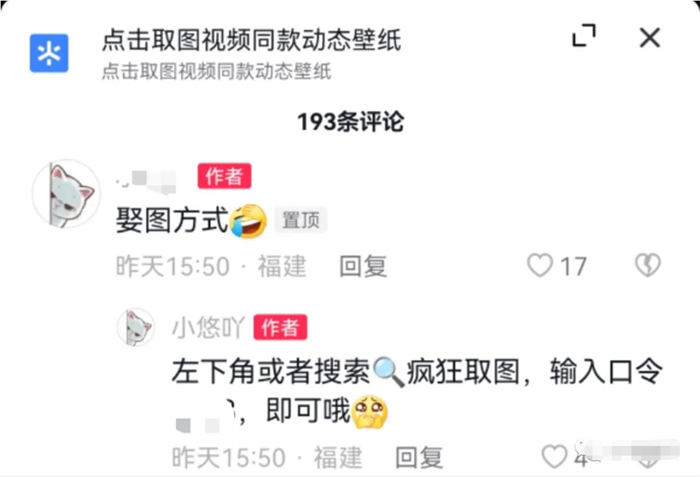 点击取图视频同款动态壁纸
点击取图视频同款动态壁纸
193条评论
作者
娶图方式🤣 置顶
昨天15:50 · 福建 回复 17
小悠吖 作者
左下角或者搜索🔍疯狂取图，输入口令
，即可哦🥺
昨天15:50 · 福建 回复 4